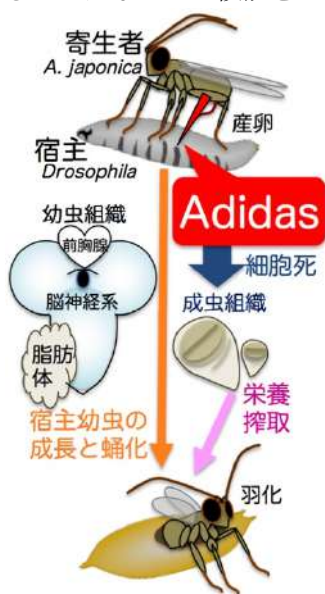 寄生者
A. japonica
産卵
宿主
Drosophila
Adidas
幼虫組織
前胸腺
細胞死
脳神経系
成虫組織
脂肪
体
栄養
搾取
宿主幼虫の
成長と蛹化
羽化